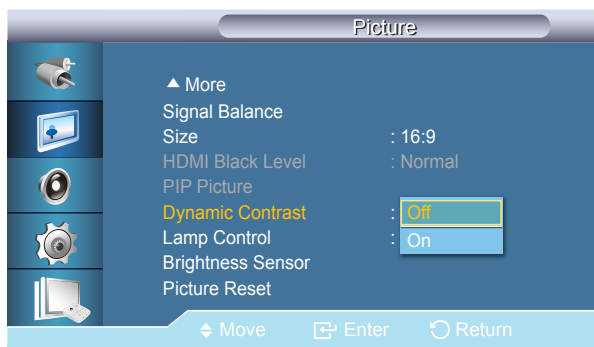 Picture
▲ More
Signal Balance
Size : 16:9
HDMI Black Level : Normal
PIP Picture
Dynamic Contrast : Off
Lamp Control : On
Brightness Sensor
Picture Reset
Move Enter Return